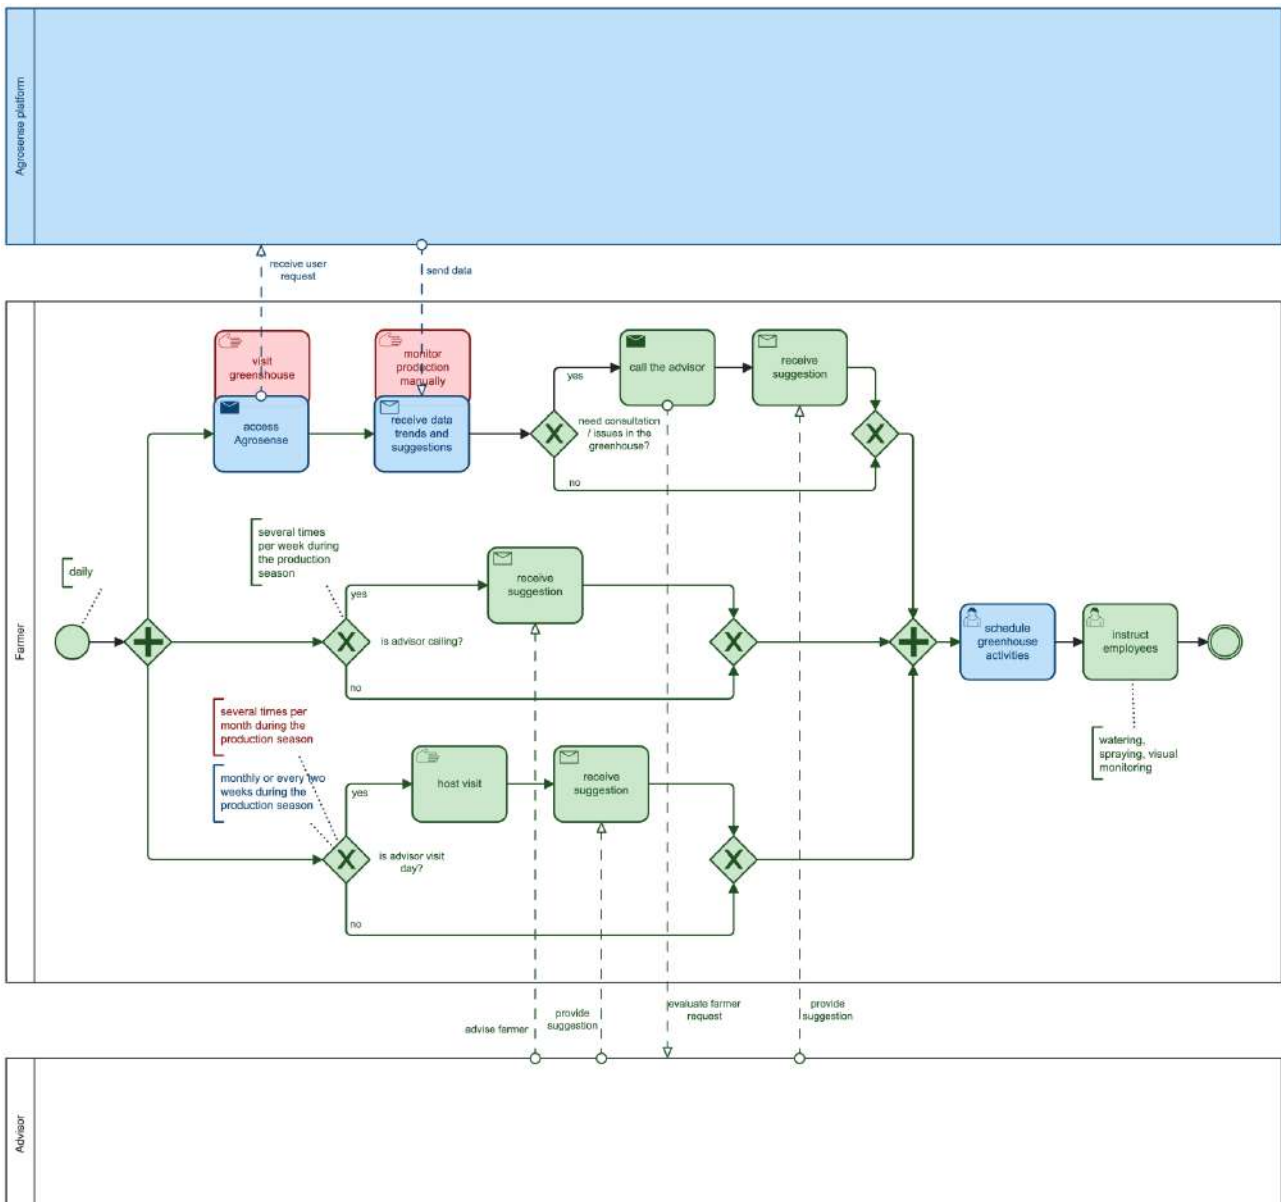 Agrosense platform
receive user
request
send data
Farmer
visit
greenshouse
monitor
production
manually
access
Agrosense
receive data
trends and
suggestions
yes
call the advisor
receive
suggestion
need consultation
/ issues in the
greenhouse?
no
several times
per week during
the production
season
daily
yes
receive
suggestion
is advisor calling?
no
schedule
greenhouse
activities
instruct
employees
several times per
month during the
production season
monthly or every two
weeks during the
production season
yes
host visit
receive
suggestion
is advisor visit
day?
no
watering,
spraying, visual
monitoring
advise farmer
provide
suggestion
evaluate farmer
request
provide
suggestion
Advisor